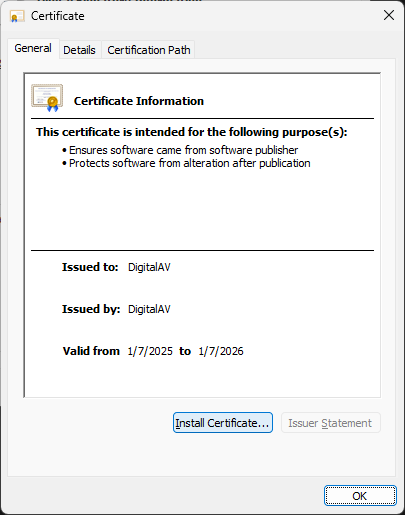 Certificate
General Details Certification Path
Certificate Information
This certificate is intended for the following purpose(s):
• Ensures software came from software publisher
• Protects software from alteration after publication
Issued to: DigitalAV
Issued by: DigitalAV
Valid from 1/7/2025 to 1/7/2026
Install Certificate... Issuer Statement
OK